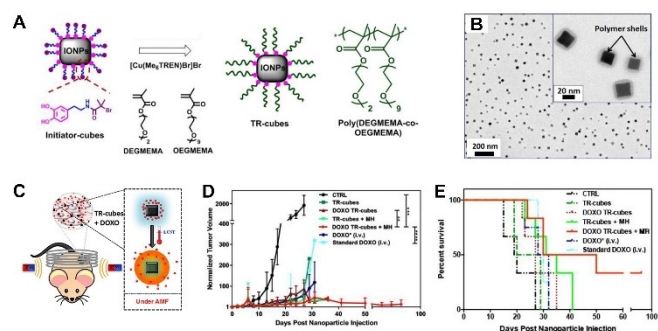 A
IONPs
[Cu(Me₆TREN)Br]Br
IONPs
Initiator-cubes
DEGMEMA
OEGMEMA
TR-cubes
Poly(DEGMEMA-co-
OEGMEMA)
B
Polymer shells
20 nm
200 nm
C
TR-cubes
+ DOXO
LCST
Under AMF
D
Normalized Tumor Volume
CTRL
TR-cubes
DOXO TR-cubes
TR-cubes + MH
DOXO TR-cubes + MH
DOXO* (i.v.)
Standard DOXO (i.v.)
Days Post Nanoparticle Injection
E
Percent survival
CTRL
TR-cubes
DOXO TR-cubes
TR-cubes + MH
DOXO TR-cubes + MH
DOXO* (i.v.)
Standard DOXO (i.v.)
Days Post Nanoparticle Injection